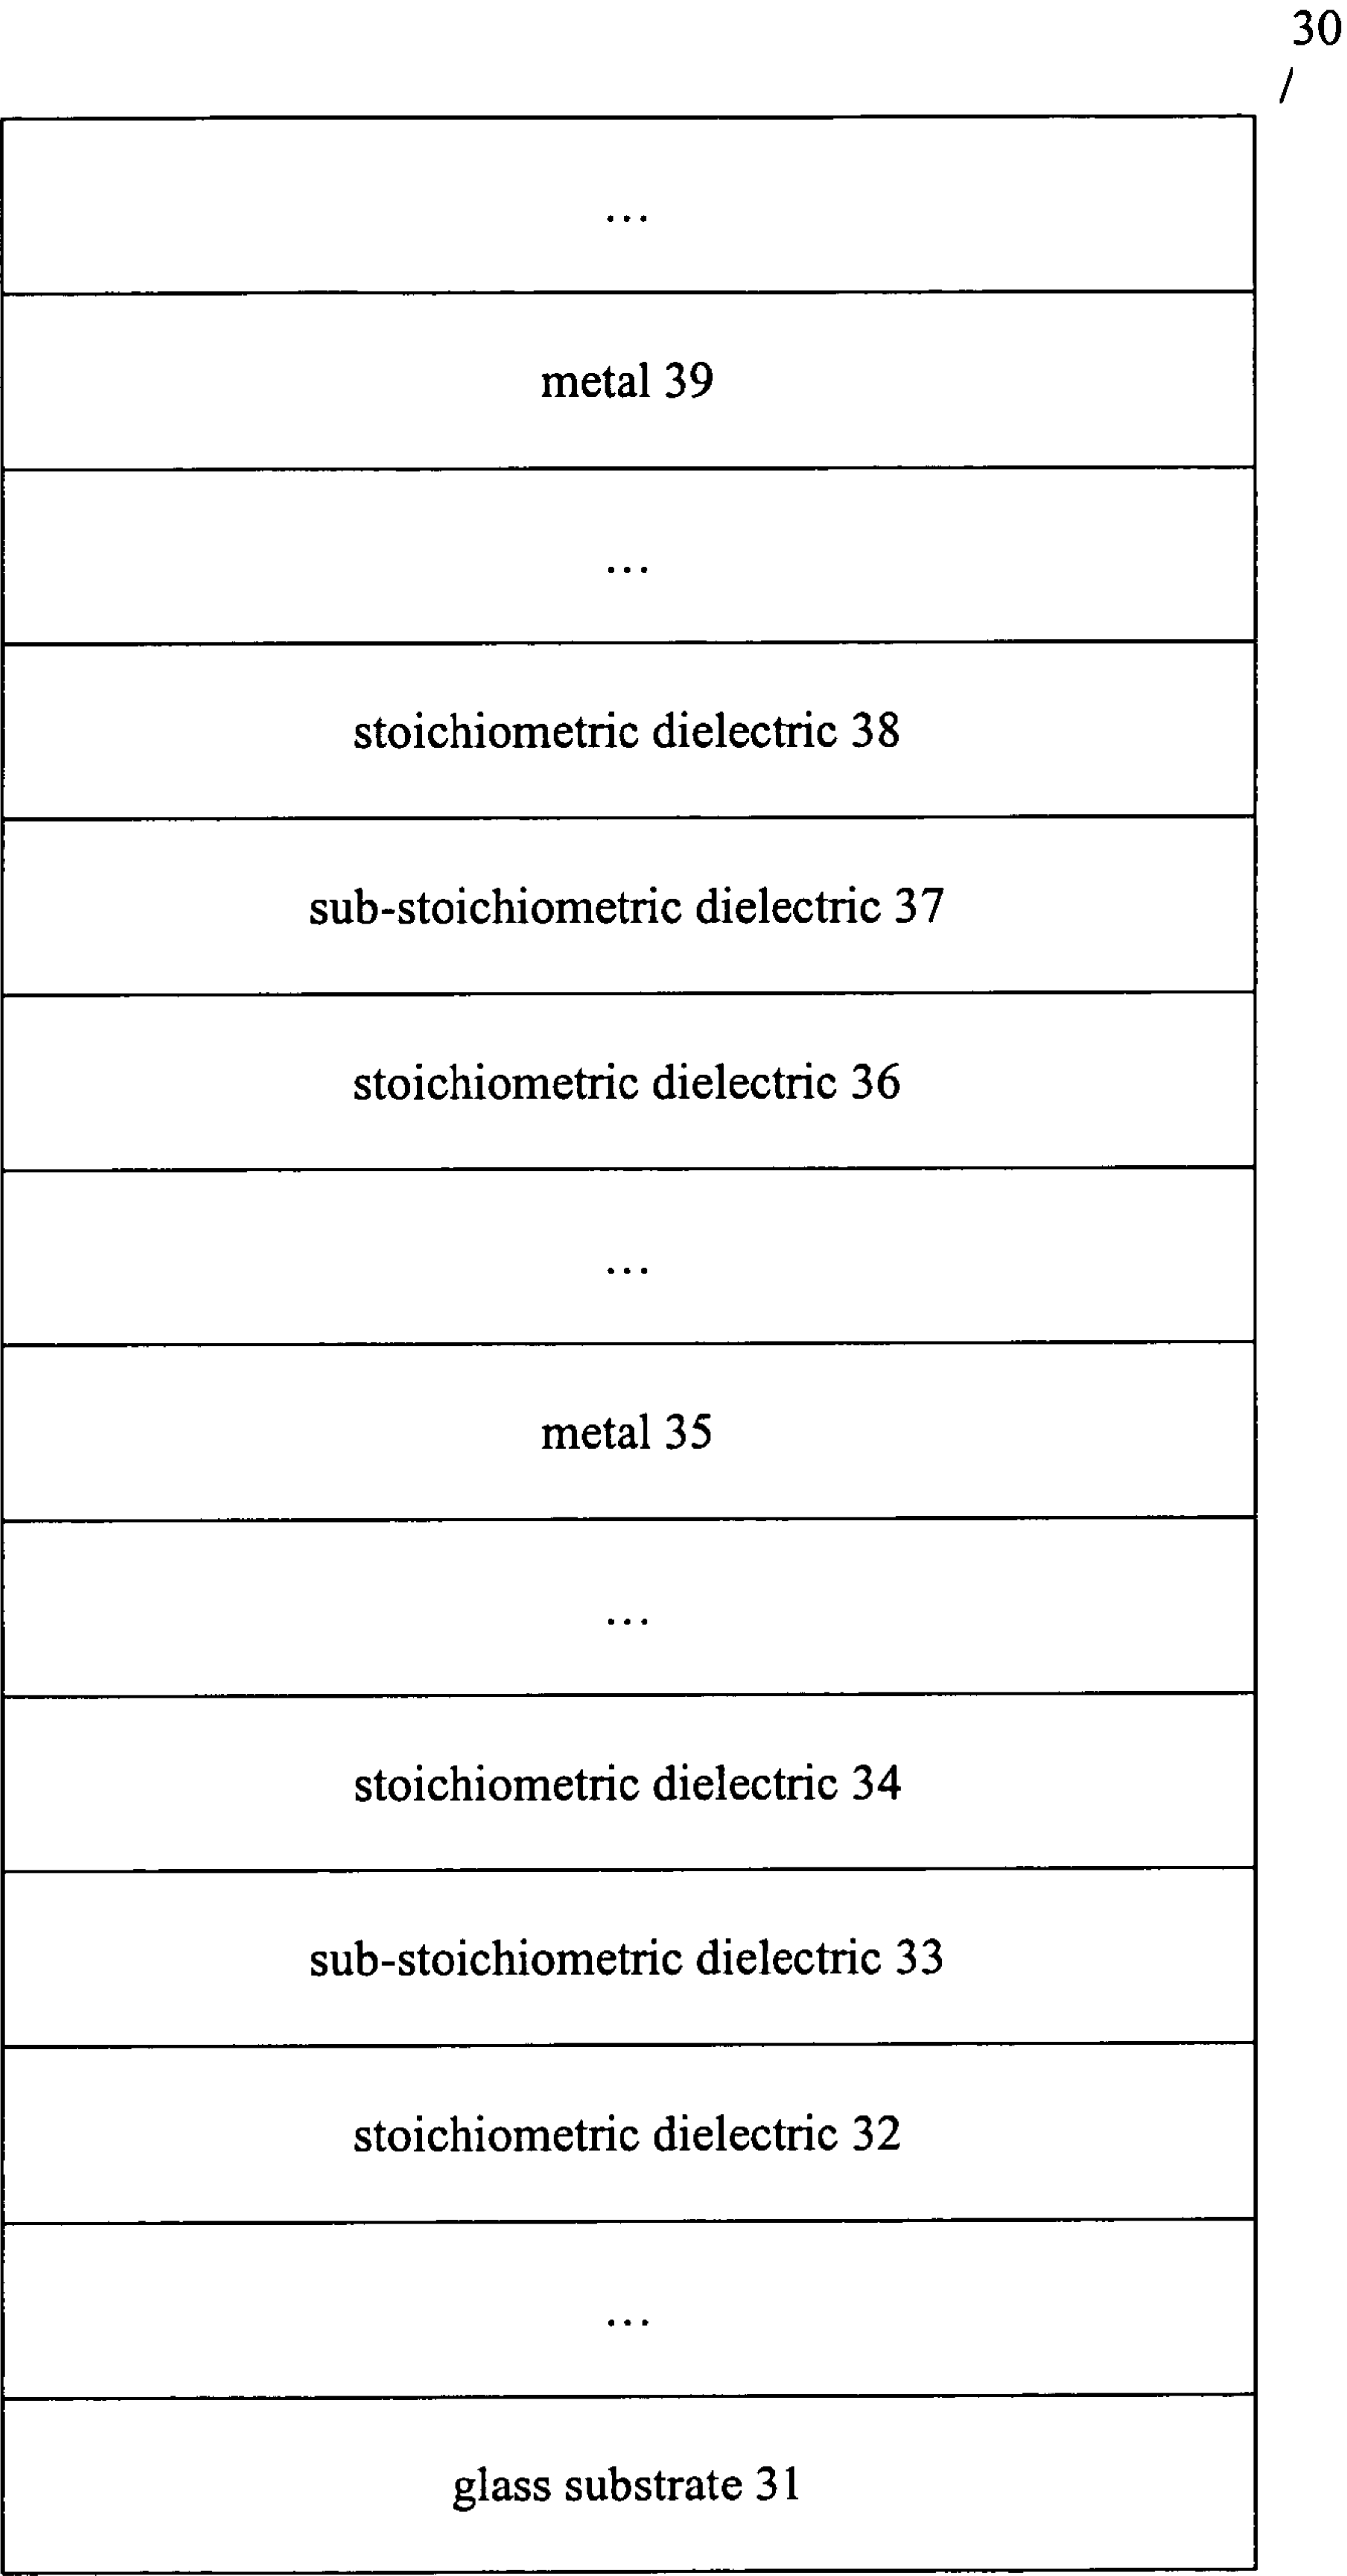 30
...
metal 39
...
stoichiometric dielectric 38
sub-stoichiometric dielectric 37
stoichiometric dielectric 36
...
metal 35
...
stoichiometric dielectric 34
sub-stoichiometric dielectric 33
stoichiometric dielectric 32
...
glass substrate 31